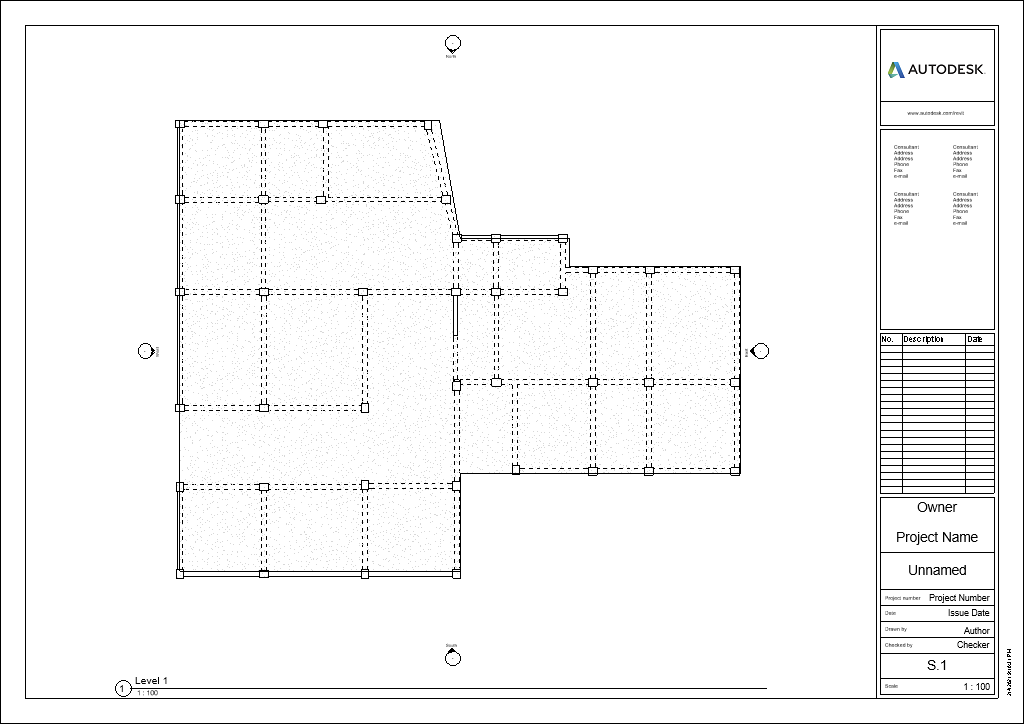 North
AUTODESK
www.autodesk.com/revit
Consultant
Address
Address
Phone
Fax
e-mail
Consultant
Address
Address
Phone
Fax
e-mail
Consultant
Address
Address
Phone
Fax
e-mail
Consultant
Address
Address
Phone
Fax
e-mail
No. Description Date
East
South
Owner
Project Name
Unnamed
Project number Project Number
Date Issue Date
Drawn by Author
Checked by Checker
S.1
Scale 1 : 100
1 Level 1
1 : 100